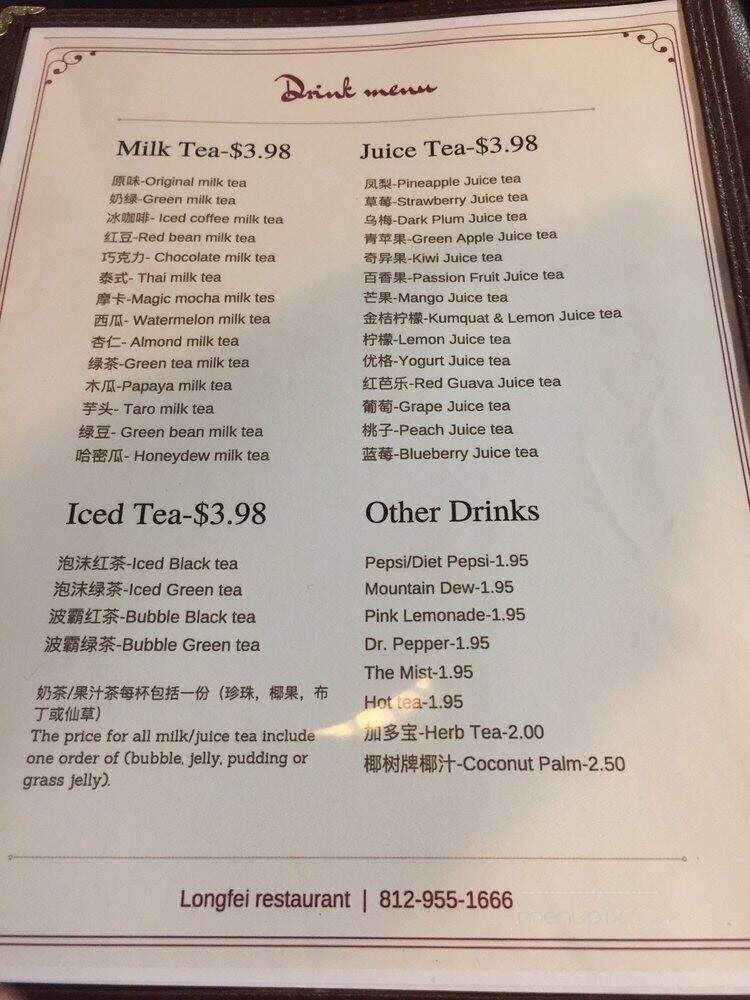 Drink menu
Milk Tea-$3.98
原味-Original milk tea
奶绿-Green milk tea
冰咖啡- Iced coffee milk tea
红豆-Red bean milk tea
巧克力- Chocolate milk tea
泰式- Thai milk tea
摩卡-Magic mocha milk tes
西瓜- Watermelon milk tea
杏仁- Almond milk tea
绿茶-Green tea milk tea
木瓜-Papaya milk tea
芋头- Taro milk tea
绿豆- Green bean milk tea
哈密瓜- Honeydew milk tea
Juice Tea-$3.98
凤梨-Pineapple Juice tea
草莓-Strawberry Juice tea
乌梅-Dark Plum Juice tea
青苹果-Green Apple Juice tea
奇异果-Kiwi Juice tea
百香果-Passion Fruit Juice tea
芒果-Mango Juice tea
金桔柠檬-Kumquat & Lemon Juice tea
柠檬-Lemon Juice tea
优格-Yogurt Juice tea
红芭乐-Red Guava Juice tea
葡萄-Grape Juice tea
桃子-Peach Juice tea
蓝莓-Blueberry Juice tea
Iced Tea-$3.98
泡沫红茶-Iced Black tea
泡沫绿茶-Iced Green tea
波霸红茶-Bubble Black tea
波霸绿茶-Bubble Green tea
奶茶/果汁茶每杯包括一份（珍珠，椰果，布
丁或仙草）
The price for all milk/juice tea include
one order of (bubble, jelly, pudding or
grass jelly).
Other Drinks
Pepsi/Diet Pepsi-1.95
Mountain Dew-1.95
Pink Lemonade-1.95
Dr. Pepper-1.95
The Mist-1.95
Hot tea-1.95
加多宝-Herb Tea-2.00
椰树牌椰汁-Coconut Palm-2.50
Longfei restaurant | 812-955-1666
menupix